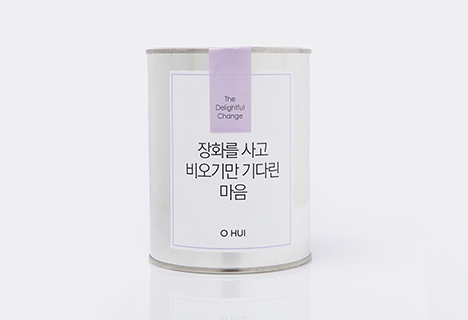 The
Delightful
Change
장화를 사고
비오기만 기다린
마음
O HUI